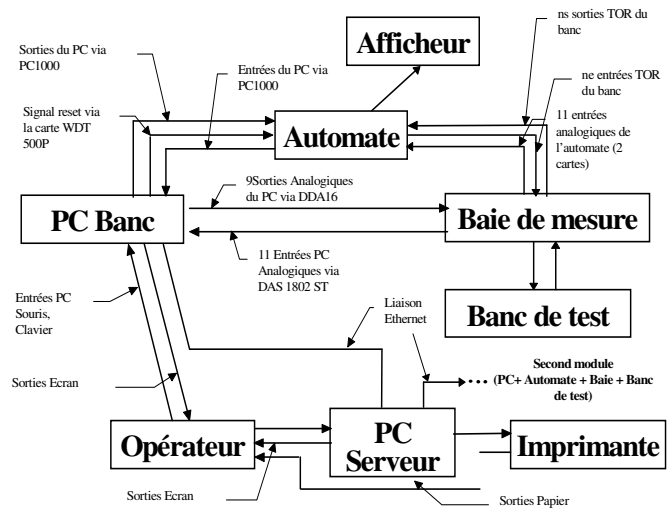 Sorties du PC via
PC1000
Entrées du PC via
PC1000
Afficheur
ns sorties TOR du
banc
ne entrées TOR
du banc
Signal reset via
la carte WDT
500P
Automate
11 entrées
analogiques de
l'automate (2
cartes)
9Sorties Analogiques
du PC via DDA16
PC Banc
Baie de mesure
11 Entrées PC
Analogiques via
DAS 1802 ST
Entrées PC
Souris,
Clavier
Liaison
Ethernet
Banc de test
Second module
(PC+ Automate + Baie + Banc
de test)
Sorties Ecran
Opérateur
PC
Serveur
Imprimante
Sorties Ecran
Sorties Papier